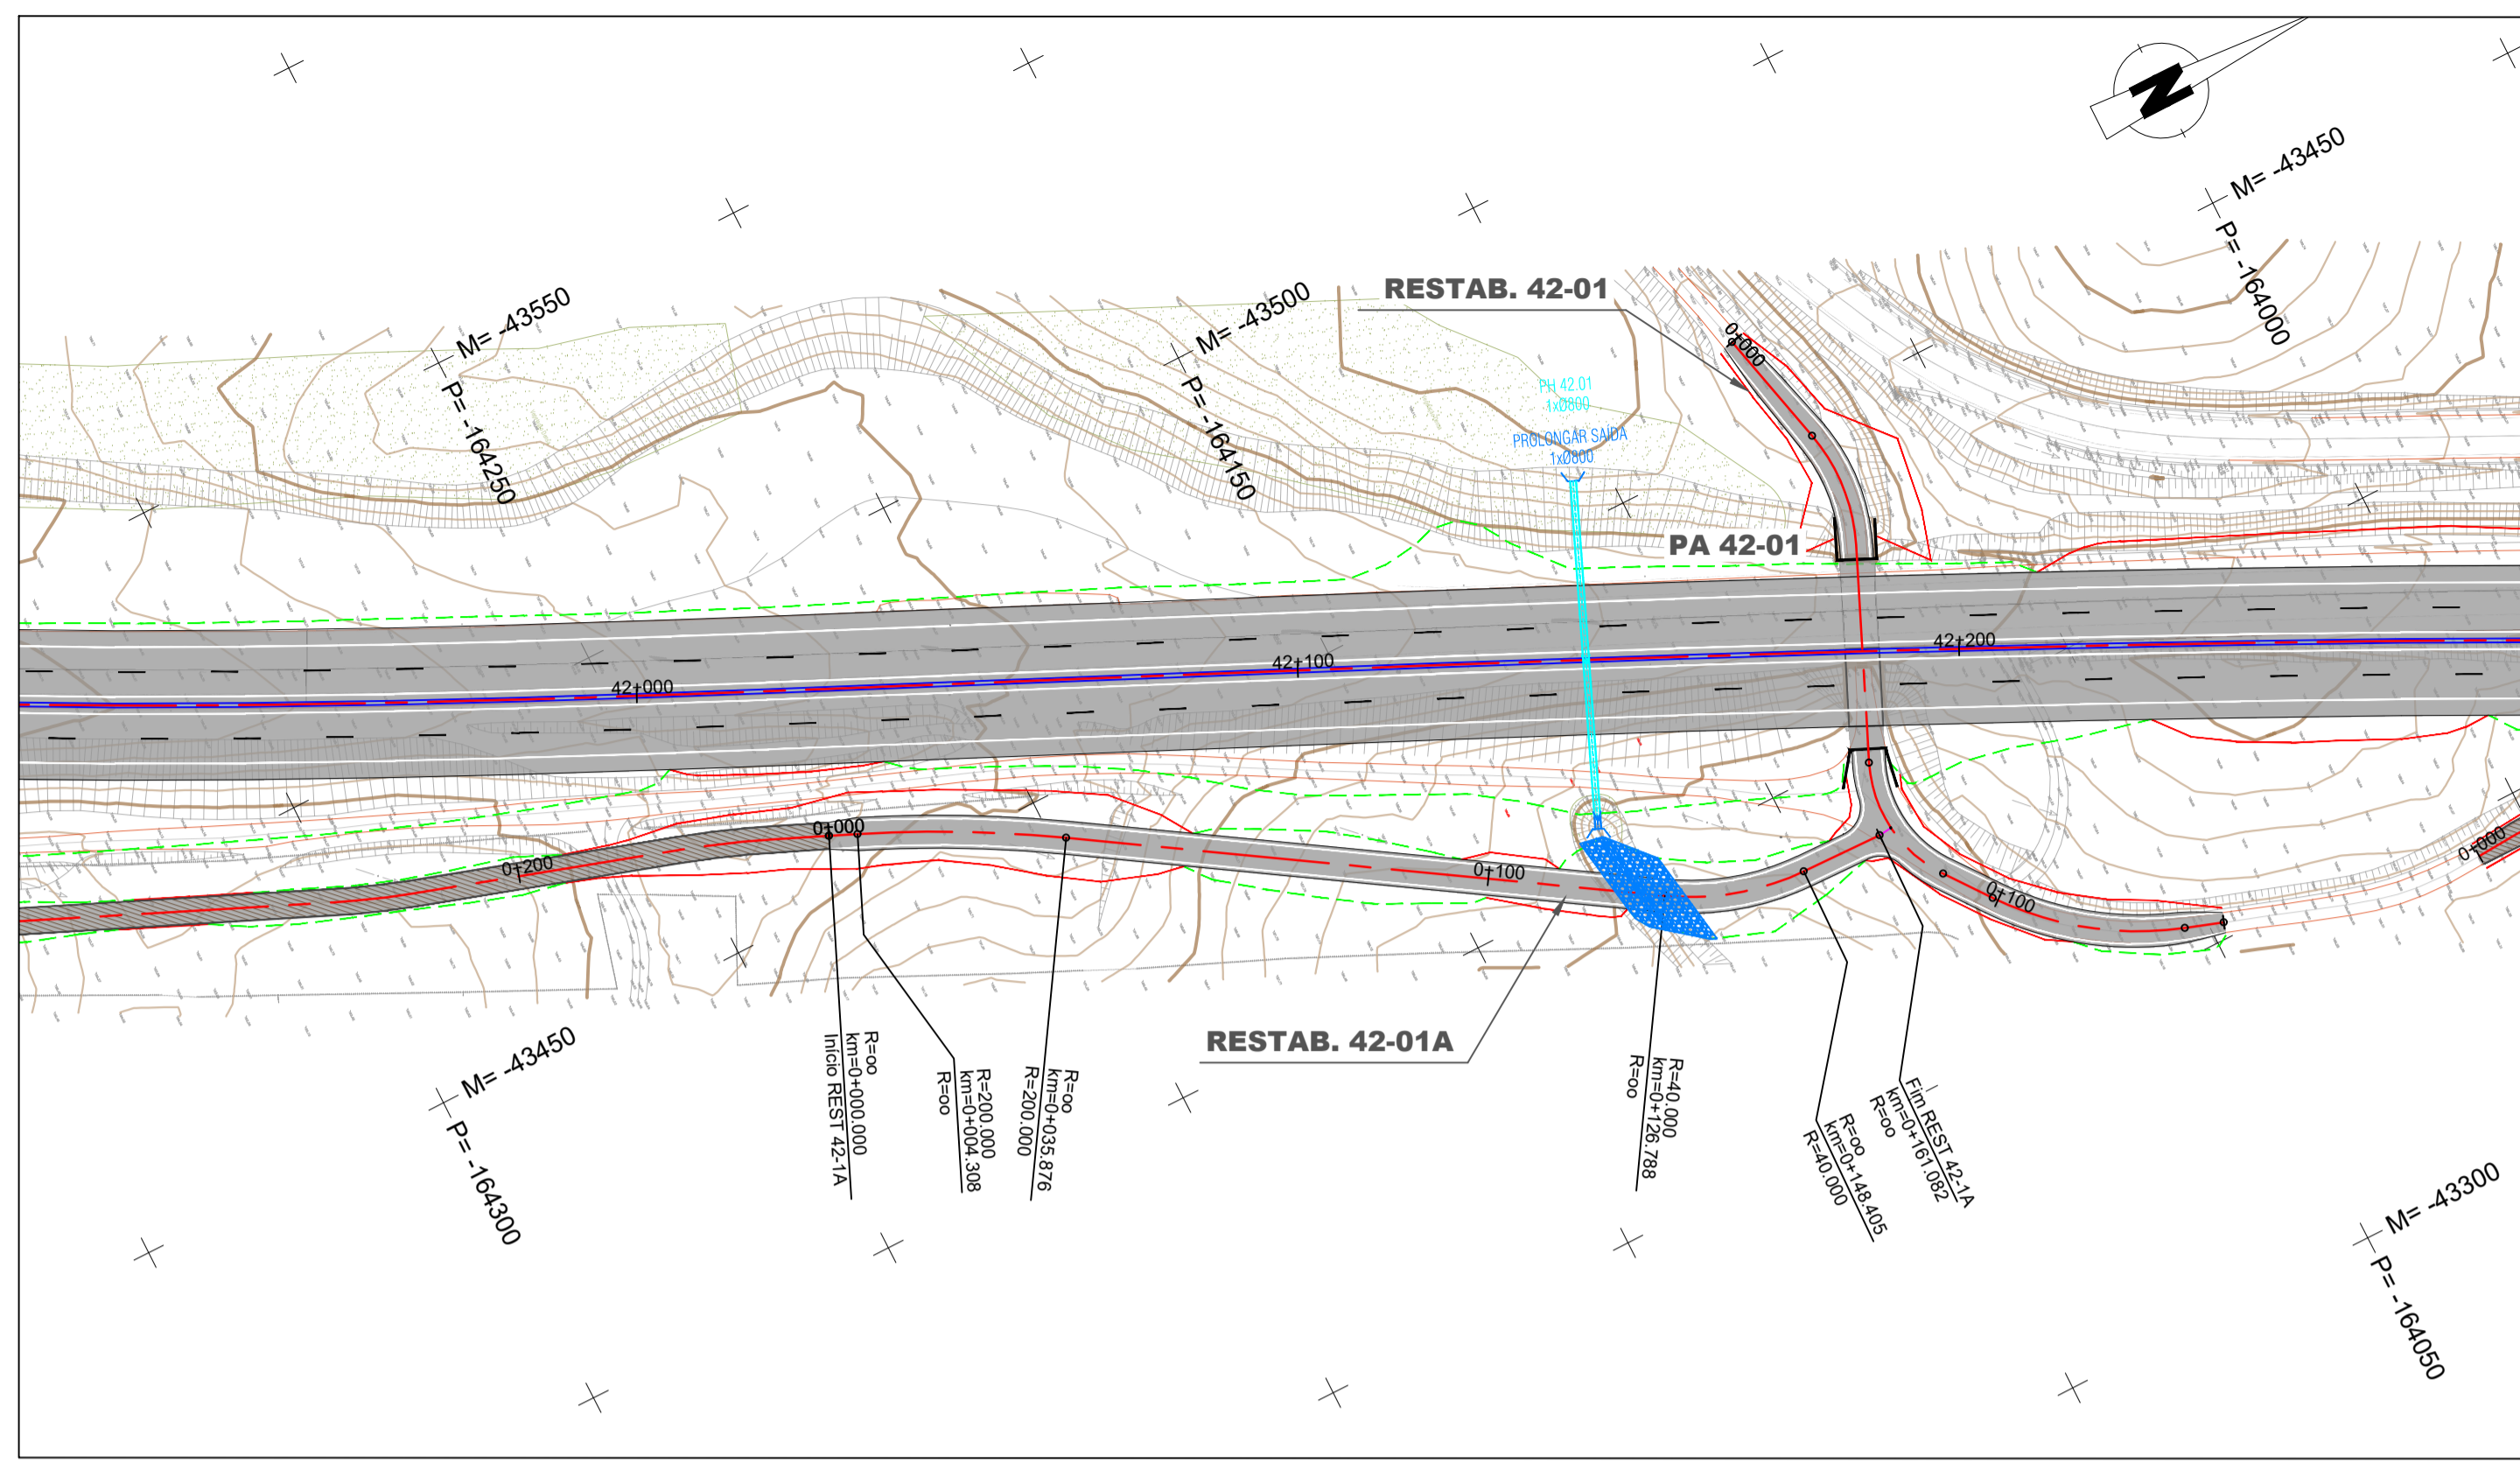 N
M= -43450
P= -164000
M= -43550
P= -164250
M= -43500
P= -164150
RESTAB. 42-01
0+000
PH 42.01
1xØ800
PROLONGAR SAÍDA
1xØ800
PA 42-01
42+000
42+100
42+200
0+200
0+000
0+100
0+100
0+000
RESTAB. 42-01A
R=oo
km=0+000.000
Início REST 42-1A
R=200.000
km=0+004.308
R=oo
R=oo
km=0+035.876
R=200.000
R=40.000
km=0+126.788
R=oo
R=oo
km=0+148.405
R=40.000
Fim REST 42-1A
km=0+161.082
R=oo
M= -43450
P= -164300
M= -43300
P= -164050